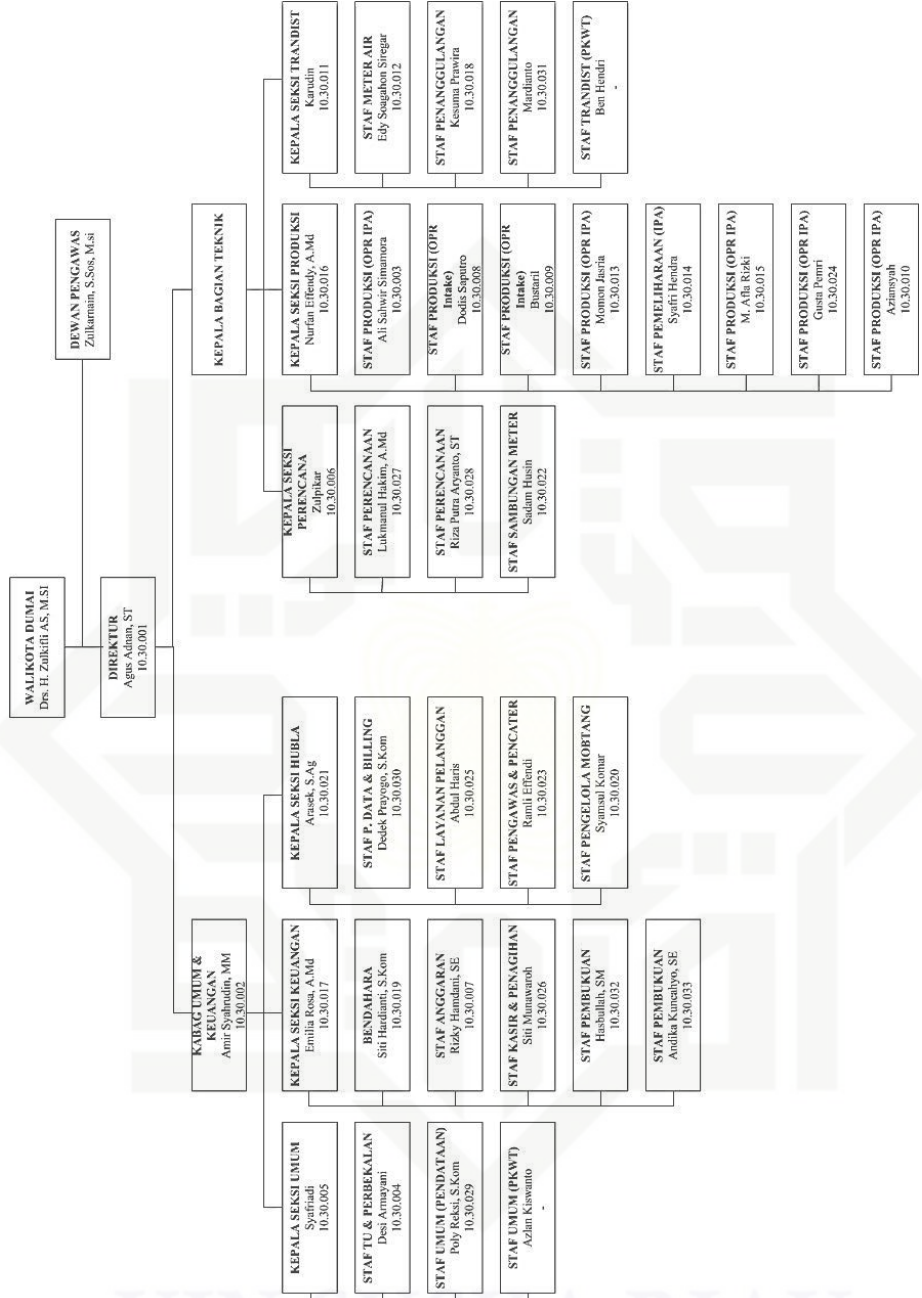 WALIKOTA DUMAI
Drs. H. Zulkifli AS, M.SI
DEWAN PENGAWAS
Zulkarnain, S.Sos, M.si
DIREKTUR
Agus Adnan, ST
10.30.001
KABAG UMUM &
KEUANGAN
Amir Syahrudin, MM
10.30.002
KEPALA BAGIAN TEKNIK
KEPALA SEKSI UMUM
Syafriadi
10.30.005
STAF TU & PERBEKALAN
Desi Armayani
10.30.004
STAF UMUM (PENDATAAN)
Poly Reksi, S.Kom
10.30.029
STAF UMUM (PKWT)
Azlan Kiswanto
-
KEPALA SEKSI KEUANGAN
Emilia Rosa, A.Md
10.30.017
BENDAHARA
Siti Hardianti, S.Kom
10.30.019
STAF ANGGARAN
Rizky Hamdani, SE
10.30.007
STAF KASIR & PENAGIHAN
Siti Munawaroh
10.30.026
STAF PEMBUKUAN
Hasbullah, SM
10.30.032
STAF PEMBUKUAN
Andika Kuncahyo, SE
10.30.033
KEPALA SEKSI HUBLA
Arasek, S.Ag
10.30.021
STAF P. DATA & BILLING
Dedek Prayogo, S.Kom
10.30.030
STAF LAYANAN PELANGGAN
Abdul Haris
10.30.025
STAF PENGAWAS & PENCATER
Ramli Effendi
10.30.023
STAF PENGELOLA MOBTANG
Syamsul Komar
10.30.020
KEPALA SEKSI
PERENCANA
Zulpikar
10.30.006
STAF PERENCANAAN
Lukmanul Hakim, A.Md
10.30.027
STAF PERENCANAAN
Riza Putra Aryanto, ST
10.30.028
STAF SAMBUNGAN METER
Sadam Husin
10.30.022
KEPALA SEKSI PRODUKSI
Nurfian Effendy, A.Md
10.30.016
STAF PRODUKSI (OPR IPA)
Ali Sahwir Simamora
10.30.003
STAF PRODUKSI (OPR
Intake)
Dodis Saputro
10.30.008
STAF PRODUKSI (OPR
Intake)
Bustaril
10.30.009
STAF PRODUKSI (OPR IPA)
Momon Jasria
10.30.013
STAF PEMELIHARAAN (IPA)
Syafri Hendra
10.30.014
STAF PRODUKSI (OPR IPA)
M. Afla Rizki
10.30.015
STAF PRODUKSI (OPR IPA)
Gusta Pemri
10.30.024
STAF PRODUKSI (OPR IPA)
Aziansyah
10.30.010
KEPALA SEKSI TRANDIST
Karudin
10.30.011
STAF METER AIR
Edy Soagahon Siregar
10.30.012
STAF PENANGGULANGAN
Kesuma Prawira
10.30.018
STAF PENANGGULANGAN
Mardianto
10.30.031
STAF TRANDIST (PKWT)
Ben Hendri
-